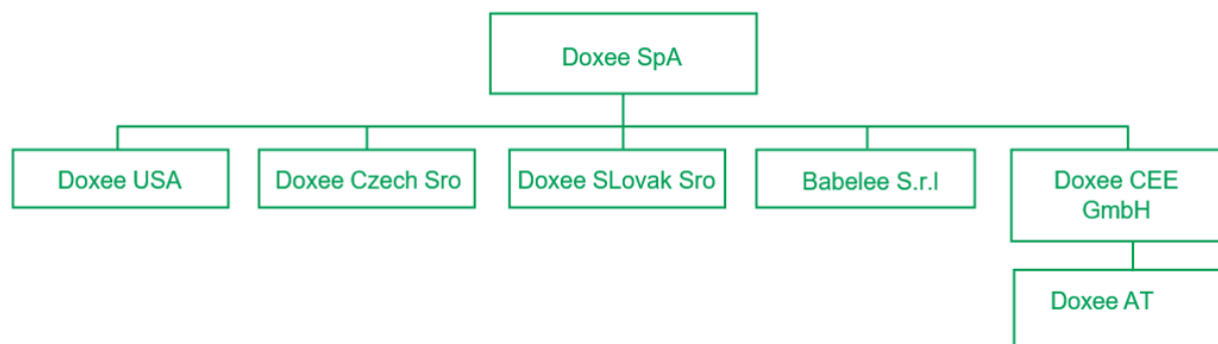 Doxee SpA
Doxee USA
Doxee Czech Sro
Doxee SLovak Sro
Babelee S.r.l
Doxee CEE
GmbH
Doxee AT